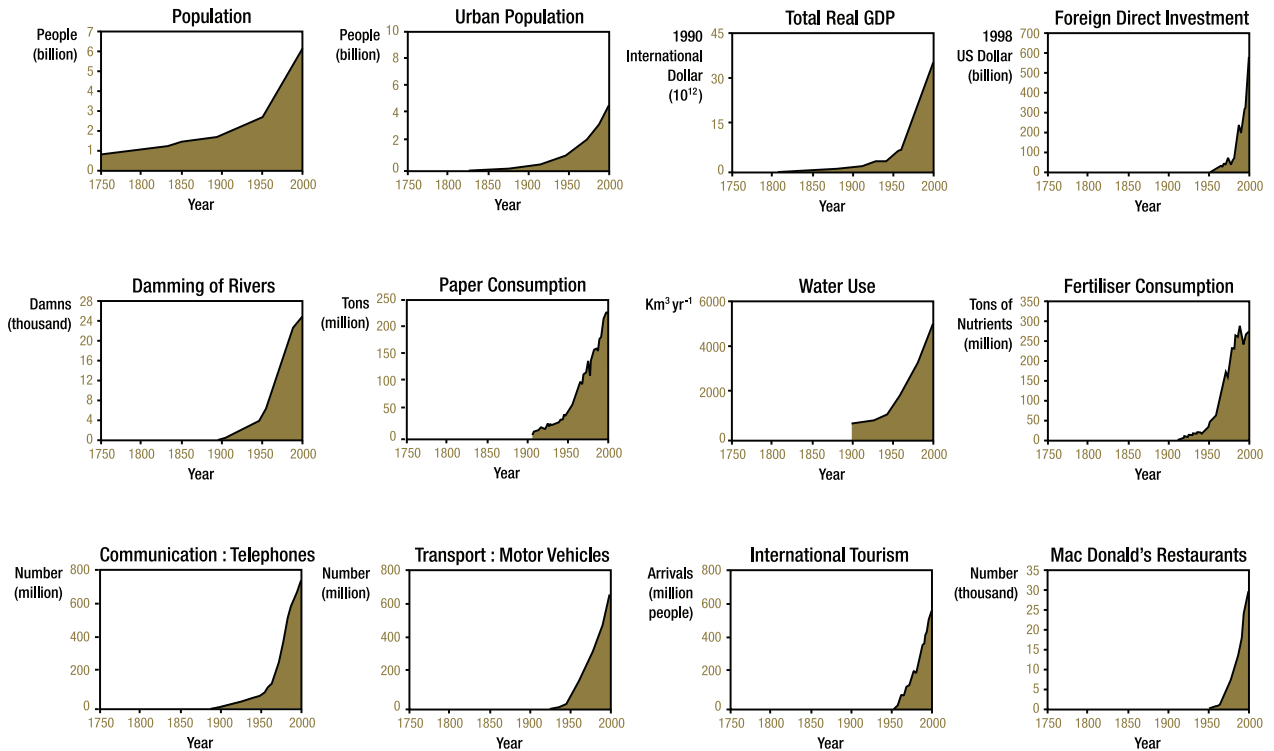 Population
People
(billion)
7
6
5
4
3
2
1
0
1750 1800 1850 1900 1950 2000
Year
Urban Population
People
(billion)
10
8
6
4
2
0
1750 1800 1850 1900 1950 2000
Year
Total Real GDP
1990
International
Dollar
(10¹²)
45
30
15
0
1750 1800 1850 1900 1950 2000
Year
Foreign Direct Investment
1998
US Dollar
(billion)
700
600
500
400
300
200
100
0
1750 1800 1850 1900 1950 2000
Year
Damming of Rivers
Damns
(thousand)
28
24
20
16
12
8
4
0
1750 1800 1850 1900 1950 2000
Year
Paper Consumption
Tons
(million)
250
200
150
100
50
0
1750 1800 1850 1900 1950 2000
Year
Water Use
Km³ yr⁻¹
6000
4000
2000
0
1750 1800 1850 1900 1950 2000
Year
Fertiliser Consumption
Tons of
Nutrients
(million)
350
300
250
200
150
100
50
0
1750 1800 1850 1900 1950 2000
Year
Communication : Telephones
Number
(million)
800
600
400
200
0
1750 1800 1850 1900 1950 2000
Year
Transport : Motor Vehicles
Number
(million)
800
600
400
200
0
1750 1800 1850 1900 1950 2000
Year
International Tourism
Arrivals
(million
people)
800
600
400
200
0
1750 1800 1850 1900 1950 2000
Year
Mac Donald's Restaurants
Number
(thousand)
35
30
25
20
15
10
5
0
1750 1800 1850 1900 1950 2000
Year